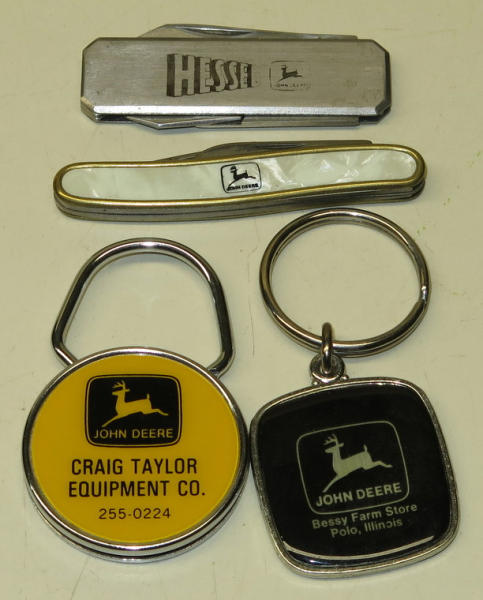 HESSEL
JOHN DEERE
JOHN DEERE
JOHN DEERE
CRAIG TAYLOR
EQUIPMENT CO.
255-0224
JOHN DEERE
Bessy Farm Store
Polo, Illinois